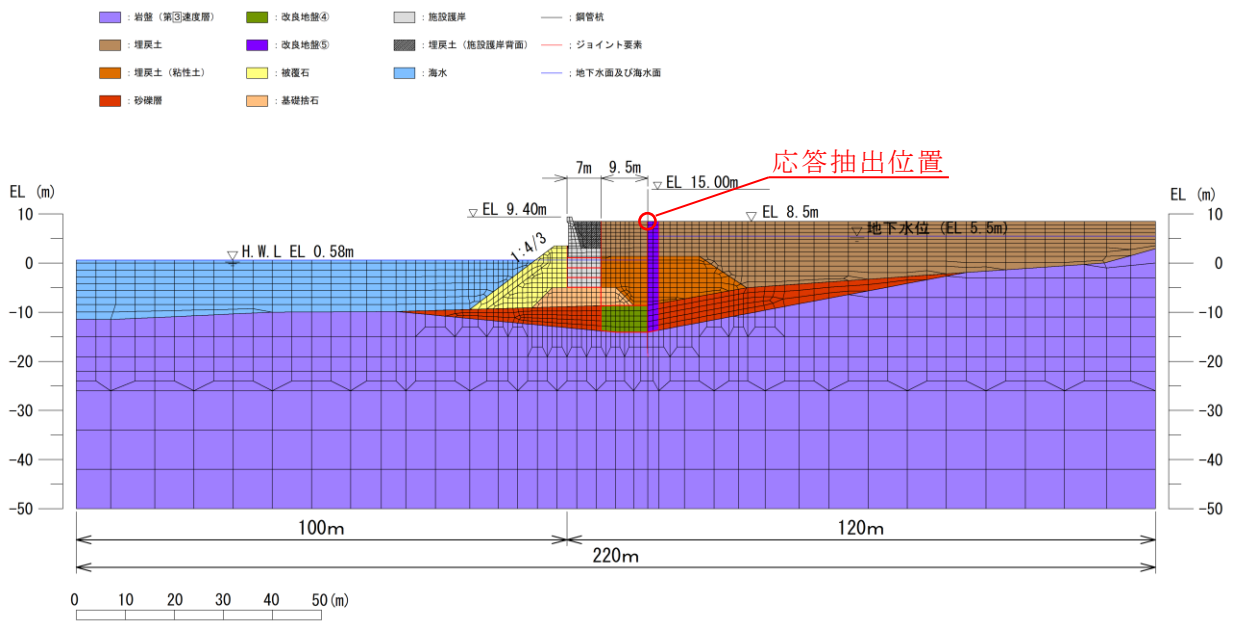 ：岩盤（第③速度層）
：改良地盤④
：施設護岸
；鋼管杭
：埋戻土
：改良地盤⑤
：埋戻土（施設護岸背面）
；ジョイント要素
：埋戻土（粘性土）
：被覆石
：海水
；地下水面及び海水面
：砂礫層
：基礎捨石
応答抽出位置
7m
9.5m
EL 15.00m
EL (m)
EL (m)
EL 9.40m
EL 8.5m
10
10
1:4/3
地下水位 (EL 5.5m)
H.W.L EL 0.58m
0
0
-10
-10
-20
-20
-30
-30
-40
-40
-50
-50
100m
120m
220m
0 10 20 30 40 50(m)